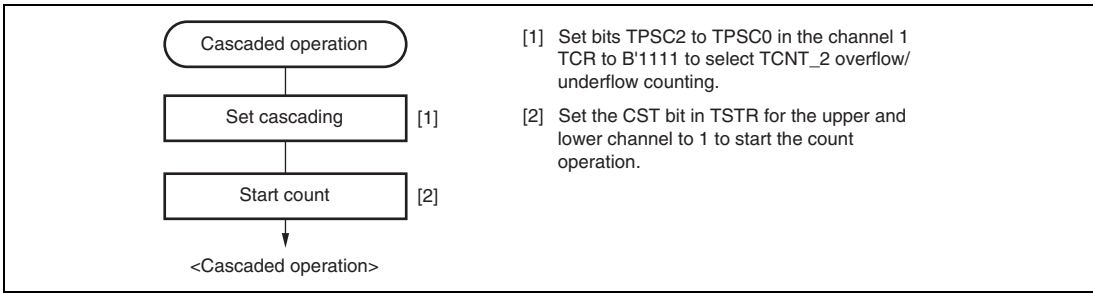 Cascaded operation
Set cascading [1]
Start count [2]
<Cascaded operation>
[1] Set bits TPSC2 to TPSC0 in the channel 1
TCR to B'1111 to select TCNT_2 overflow/
underflow counting.
[2] Set the CST bit in TSTR for the upper and
lower channel to 1 to start the count
operation.